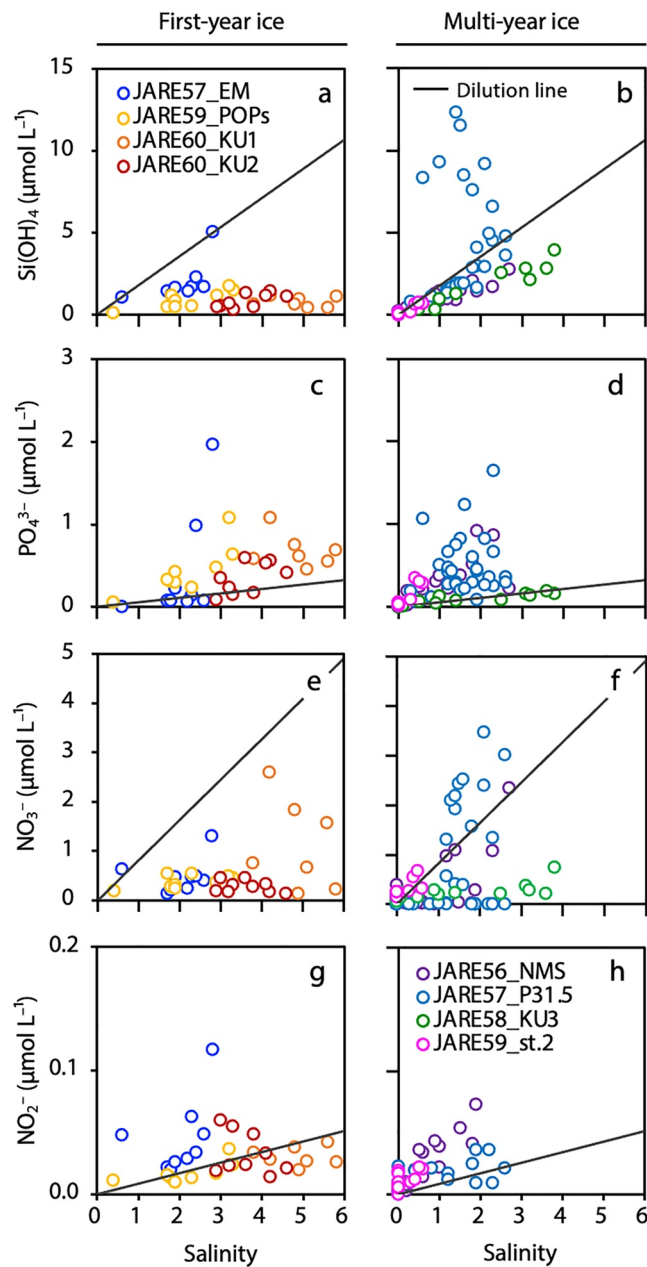 First-year ice
Multi-year ice
15
10
5
0
Si(OH)₄ (μmol L⁻¹)
JARE57_EM
JARE59_POPs
JARE60_KU1
JARE60_KU2
a
Dilution line
b
3
2
1
0
PO₄³⁻ (μmol L⁻¹)
c
d
5
4
3
2
1
0
NO₃⁻ (μmol L⁻¹)
e
f
0.2
0.1
0.0
NO₂⁻ (μmol L⁻¹)
g
JARE56_NMS
JARE57_P31.5
JARE58_KU3
JARE59_st.2
h
0 1 2 3 4 5 6
0 1 2 3 4 5 6
Salinity
Salinity